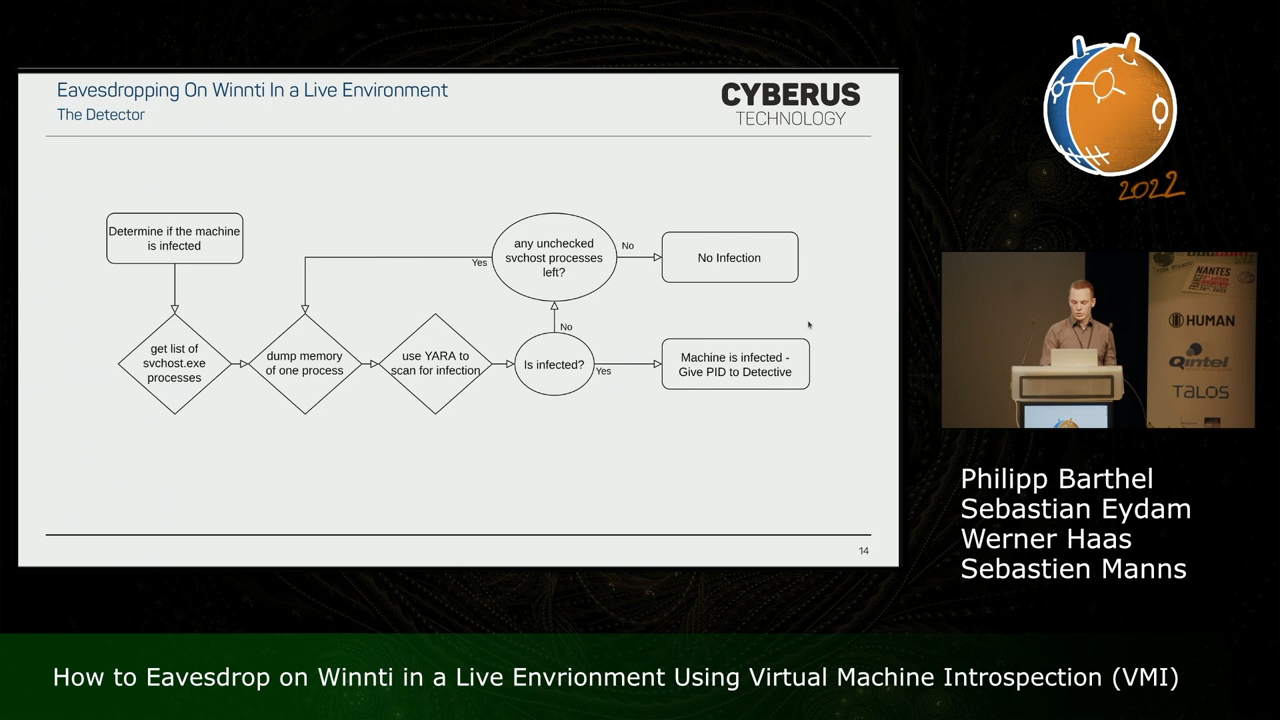 Eavesdropping On Winnti In a Live Environment
The Detector
CYBERUS
TECHNOLOGY
Determine if the machine
is infected
any unchecked
svchost processes
left?
No
No Infection
Yes
get list of
svchost.exe
processes
dump memory
of one process
use YARA to
scan for infection
Is infected?
No
Yes
Machine is infected -
Give PID to Detective
14
2022
NANTES
HUMAN
Qintel
TALOS
Philipp Barthel
Sebastian Eydam
Werner Haas
Sebastien Manns
How to Eavesdrop on Winnti in a Live Envrionment Using Virtual Machine Introspection (VMI)